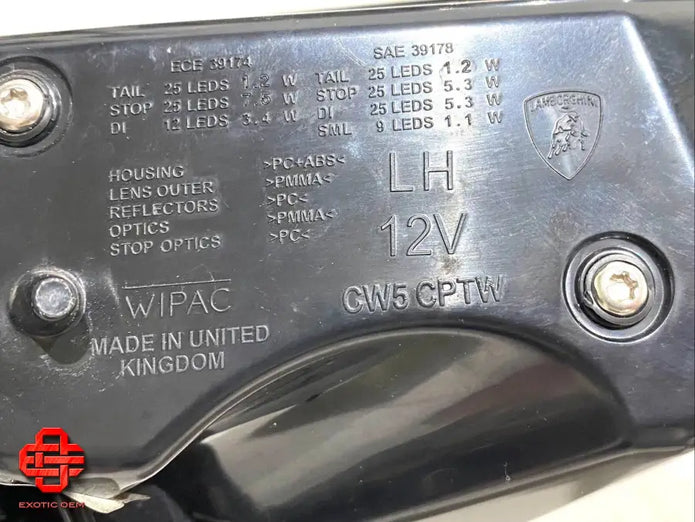 ECE 39174
TAIL 25 LEDS 1.2 W
STOP 25 LEDS 7.5 W
DI 12 LEDS 3.4 W
SAE 39178
TAIL 25 LEDS 1.2 W
STOP 25 LEDS 5.3 W
DI 25 LEDS 5.3 W
SML 9 LEDS 1.1 W
LAMBORGHINI
HOUSING >PC+ABS<
LENS OUTER >PMMA<
REFLECTORS >PC<
OPTICS >PMMA<
STOP OPTICS >PC<
LH
12V
CW5 CPTW
WIPAC
MADE IN UNITED
KINGDOM
EXOTIC OEM